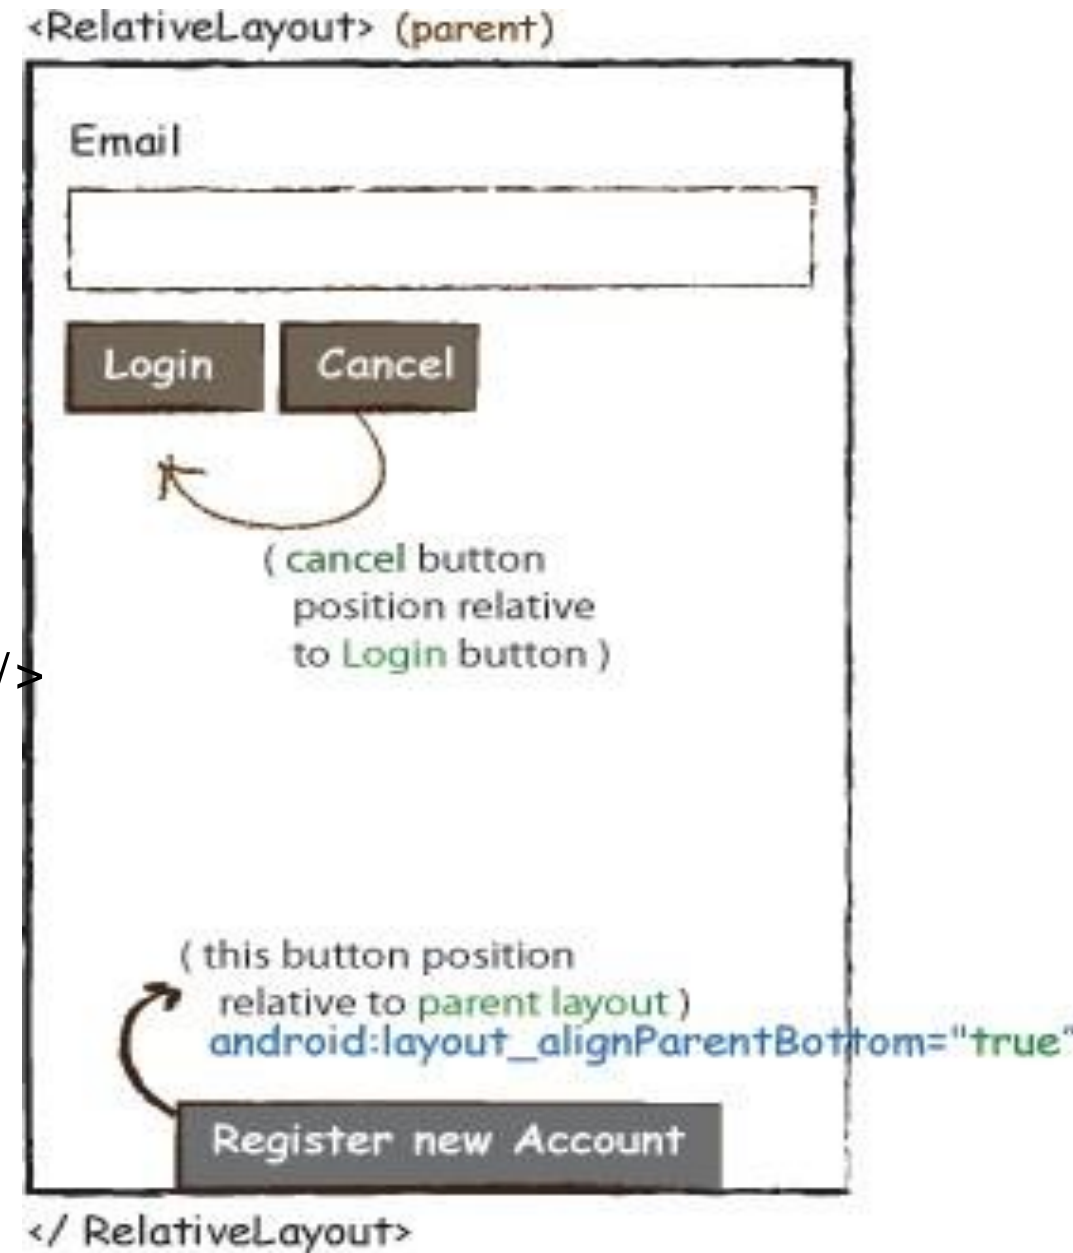 <RelativeLayout> (parent)
Email
Login Cancel
( cancel button
position relative
to Login button )
/>
( this button position
relative to parent layout )
android:layout_alignParentBottom="true"
Register new Account
</ RelativeLayout>